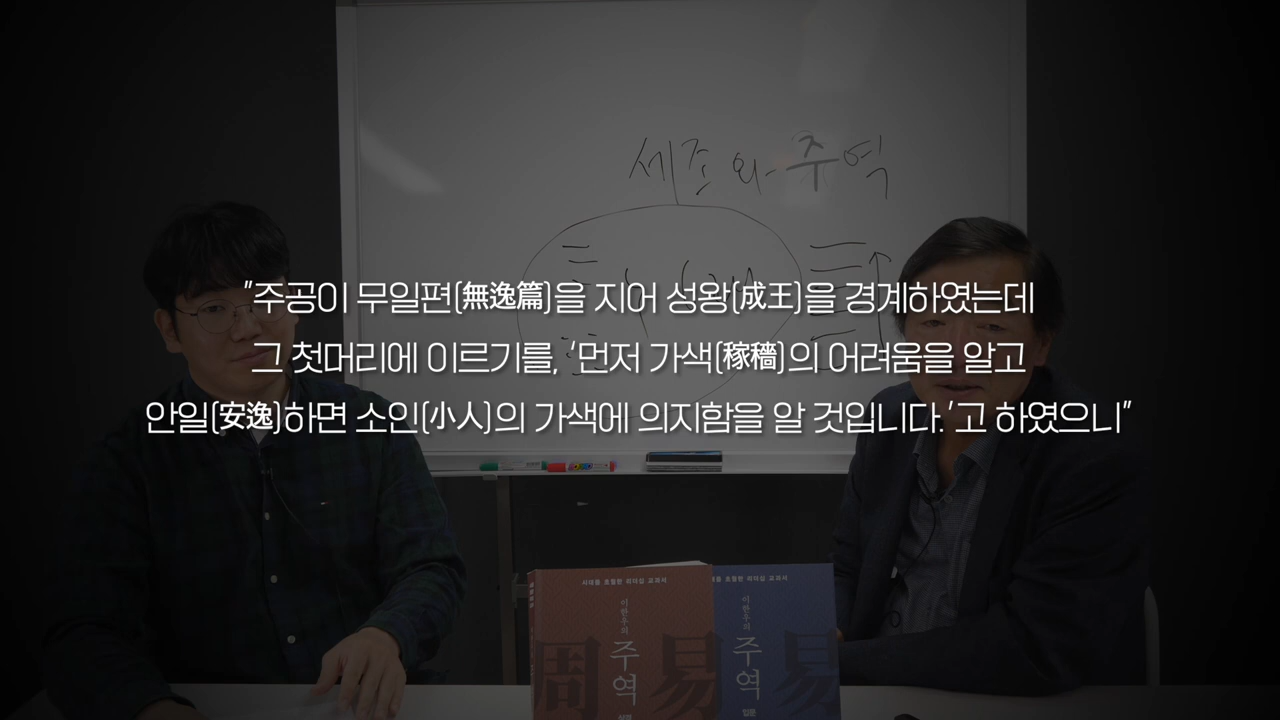 세조와 주역
"주공이 무일편(無逸篇)을 지어 성왕(成王)을 경계하였는데
그 첫머리에 이르기를, '먼저 가색(稼穡)의 어려움을 알고
안일(安逸)하면 소인(小人)의 가색에 의지함을 알 것입니다.'고 하였으니"
시대를 초월한 리더십 교과서
이한우의
주역
周易
시대를 초월한 리더십 교과서
이한우의
주역
입문
易